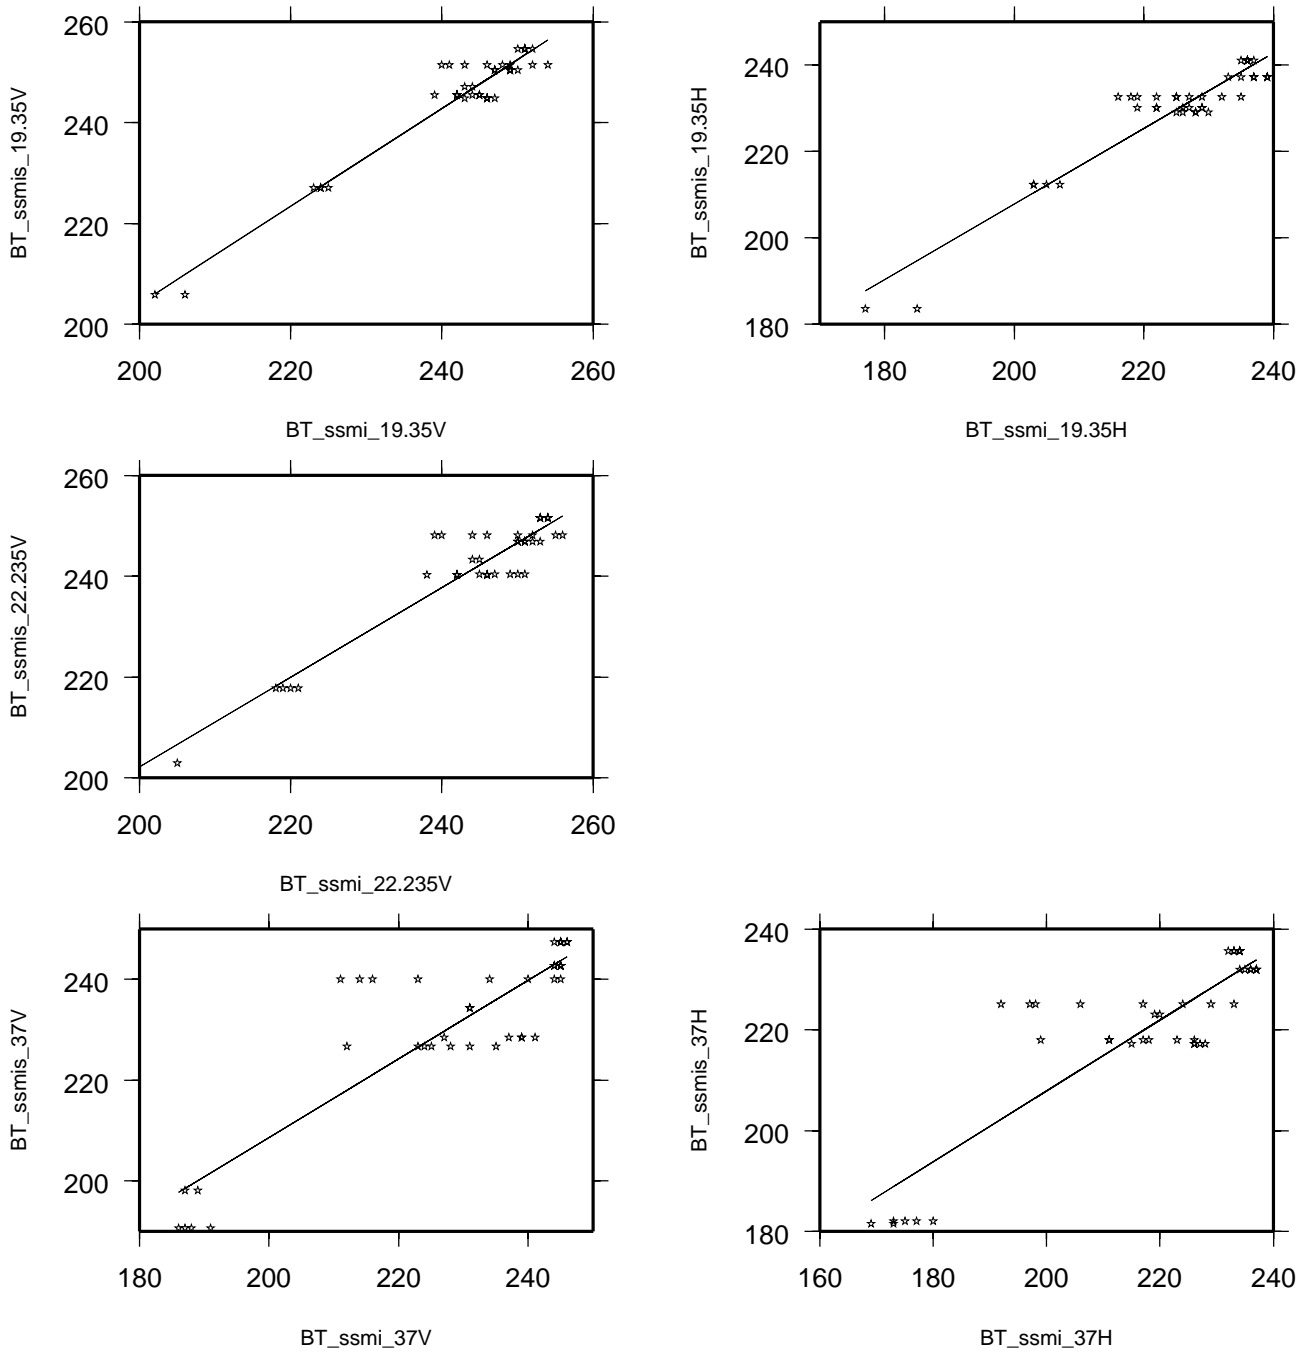 260
240
220
200
BT_ssmis_19.35V
200 220 240 260
BT_ssmi_19.35V
240
220
200
180
BT_ssmis_19.35H
180 200 220 240
BT_ssmi_19.35H
260
240
220
200
BT_ssmis_22.235V
200 220 240 260
BT_ssmi_22.235V
240
220
200
BT_ssmis_37V
180 200 220 240
BT_ssmi_37V
240
220
200
180
BT_ssmis_37H
160 180 200 220 240
BT_ssmi_37H